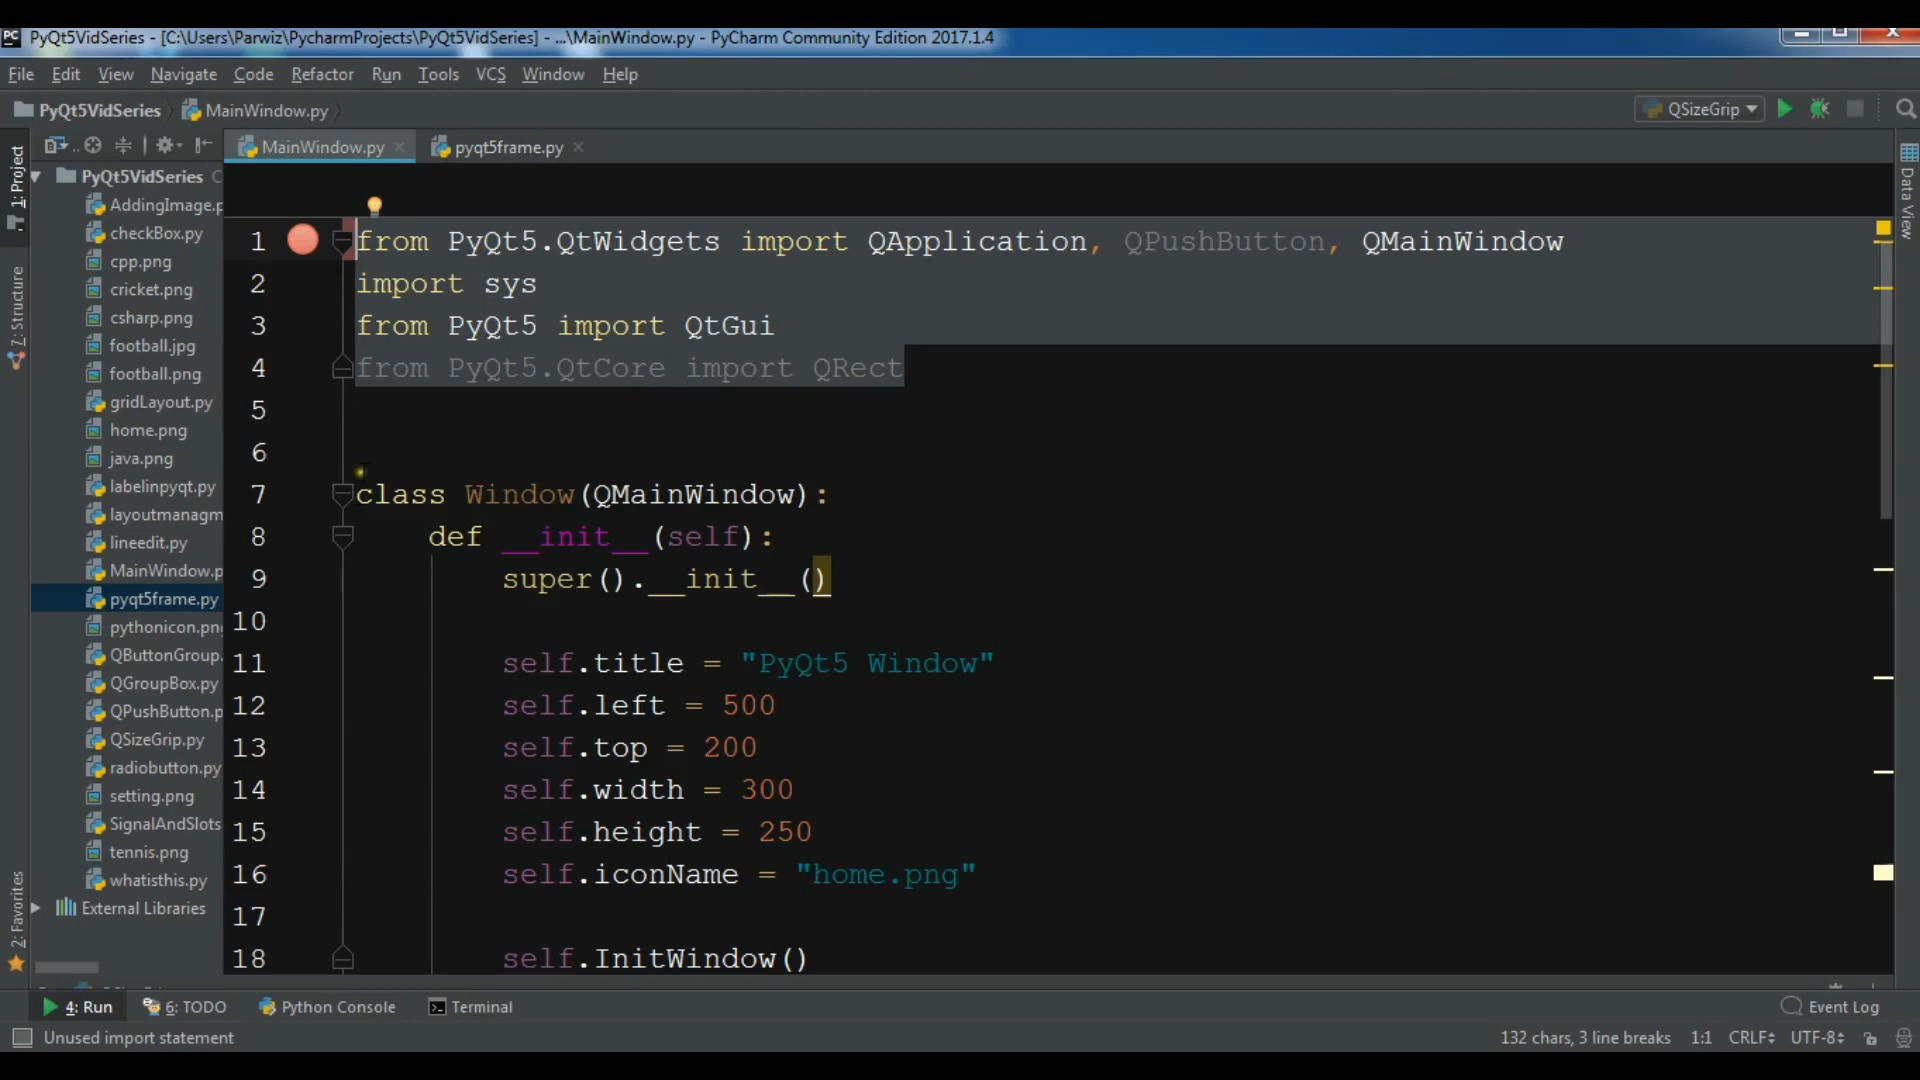 PyQt5VidSeries - [C:\Users\Parwiz\PycharmProjects\PyQt5VidSeries] - ...\MainWindow.py - PyCharm Community Edition 2017.1.4
File Edit View Navigate Code Refactor Run Tools VCS Window Help
PyQt5VidSeries MainWindow.py QSizeGrip
MainWindow.py pyqt5frame.py
1: Project
7: Structure
2: Favorites
Data View
PyQt5VidSeries C
AddingImage.p
checkBox.py
cpp.png
cricket.png
csharp.png
football.jpg
football.png
gridLayout.py
home.png
java.png
labelinpyqt.py
layoutmanagm
lineedit.py
MainWindow.p
pyqt5frame.py
pythonicon.pn
QButtonGroup.
QGroupBox.py
QPushButton.p
QSizeGrip.py
radiobutton.py
setting.png
SignalAndSlots
tennis.png
whatisthis.py
External Libraries
1 from PyQt5.QtWidgets import QApplication, QPushButton, QMainWindow
2 import sys
3 from PyQt5 import QtGui
4 from PyQt5.QtCore import QRect
5
6
7 class Window(QMainWindow):
8 def __init__(self):
9 super().__init__()
10
11 self.title = "PyQt5 Window"
12 self.left = 500
13 self.top = 200
14 self.width = 300
15 self.height = 250
16 self.iconName = "home.png"
17
18 self.InitWindow()
4: Run 6: TODO Python Console Terminal Event Log
Unused import statement 132 chars, 3 line breaks 1:1 CRLF UTF-8